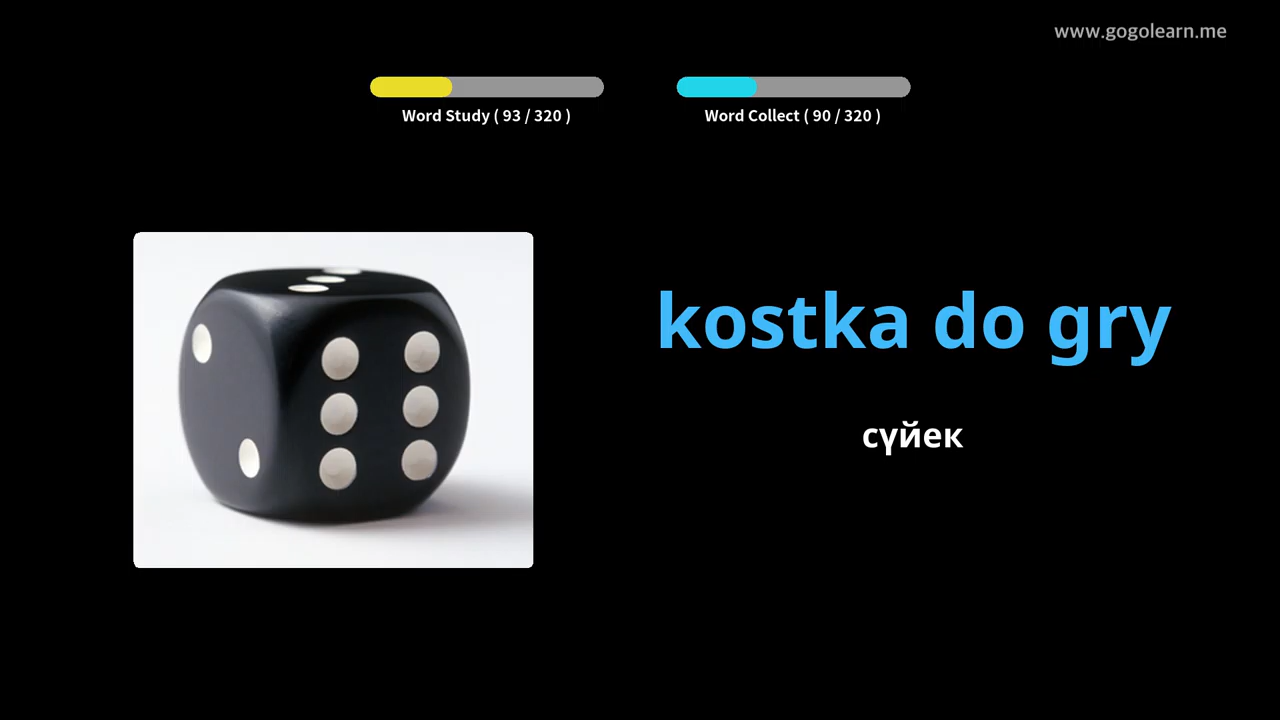 www.gogolearn.me
Word Study ( 93 / 320 )
Word Collect ( 90 / 320 )
kostka do gry
сүйек